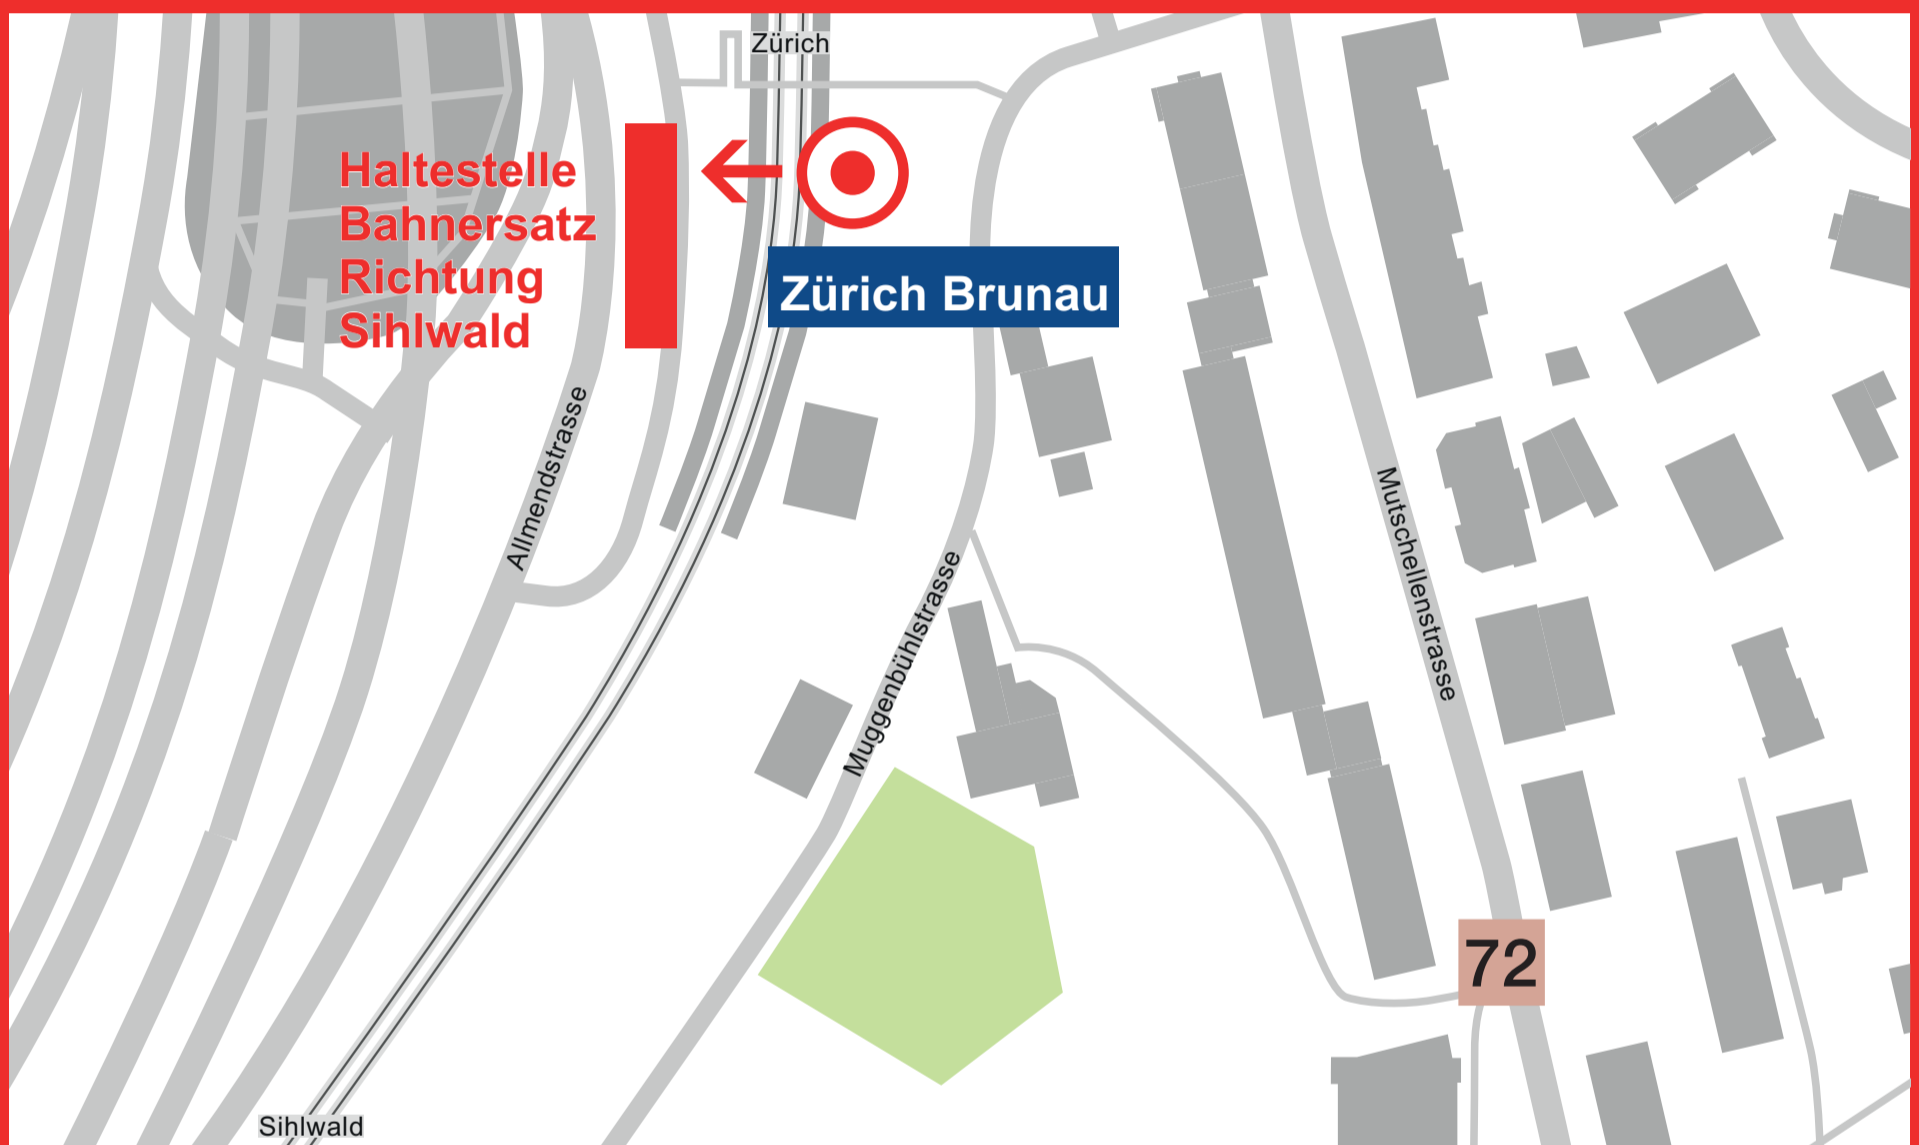 Zürich
Haltestelle
Bahnersatz
Richtung
Sihlwald
Zürich Brunau
Allmendstrasse
Muggenbühlstrasse
Mutschellenstrasse
72
Sihlwald